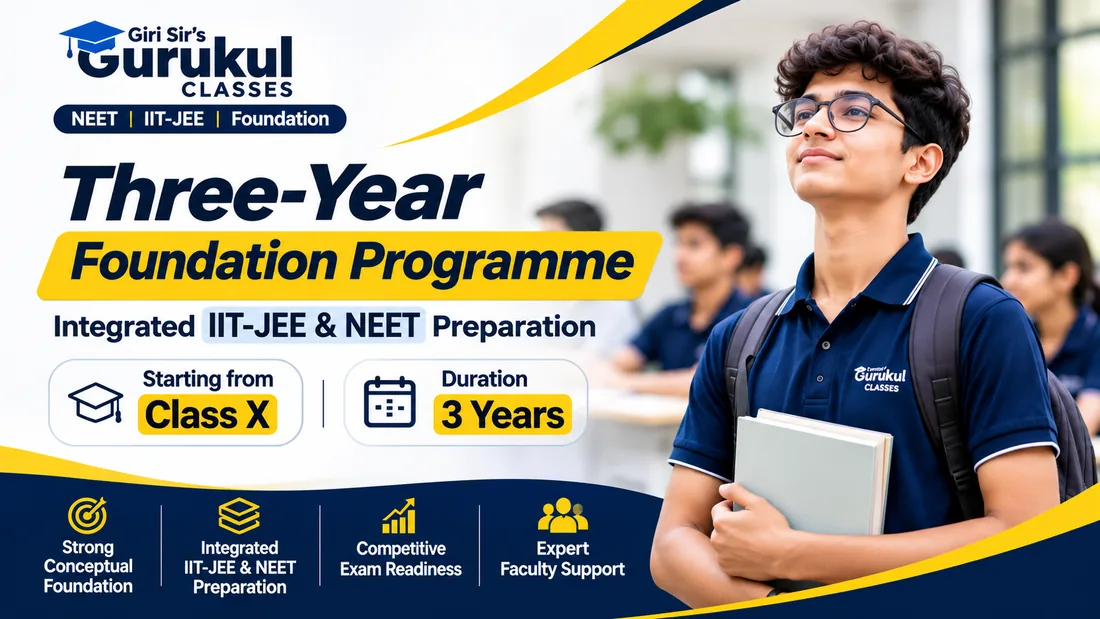 Giri Sir's
Gurukul
CLASSES
NEET | IIT-JEE | Foundation
Three-Year
Foundation Programme
Integrated IIT-JEE & NEET Preparation
Starting from
Class X
Duration
3 Years
Gurukul
CLASSES
Strong
Conceptual
Foundation
Integrated
IIT-JEE & NEET
Preparation
Competitive
Exam Readiness
Expert
Faculty Support